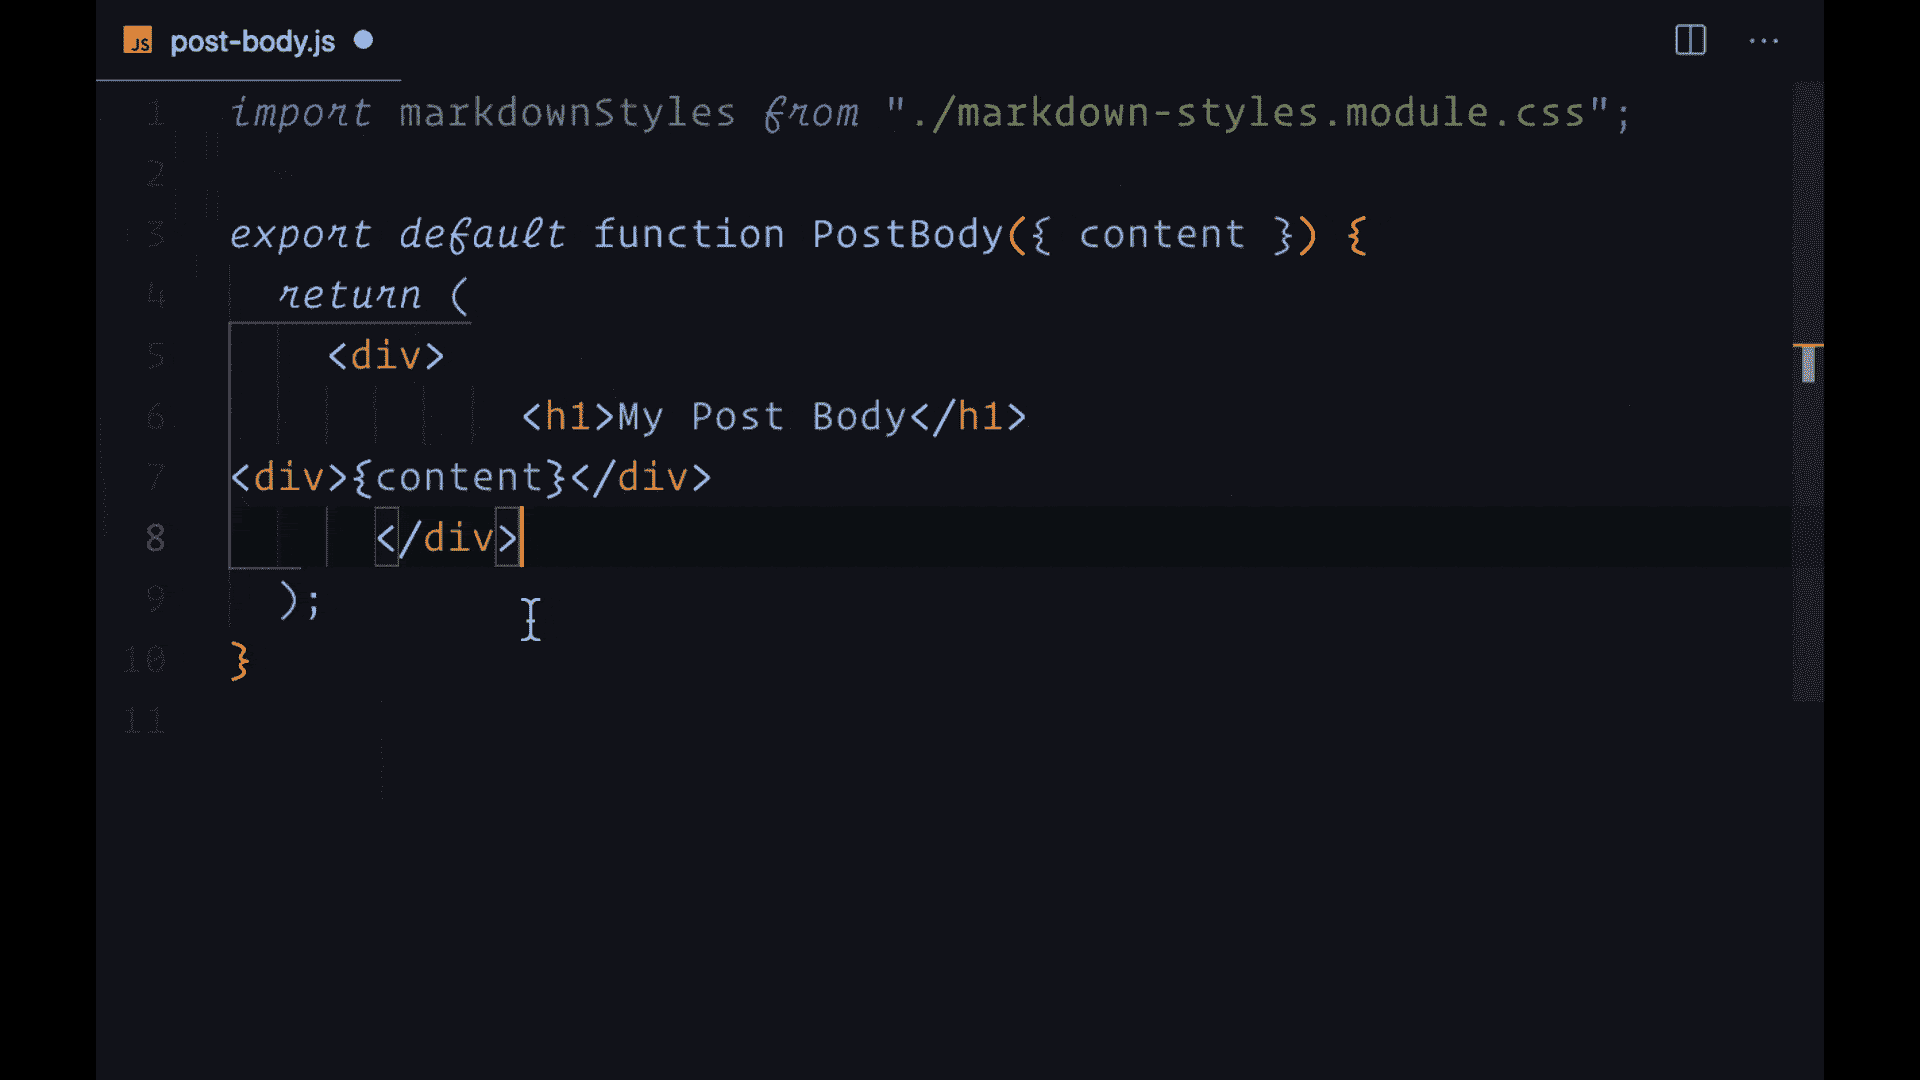 JS post-body.js
1 import markdownStyles from "./markdown-styles.module.css";
2
3 export default function PostBody({ content }) {
4   return (
5     <div>
6             <h1>My Post Body</h1>
7 <div>{content}</div>
8       </div>
9   );
10 }
11